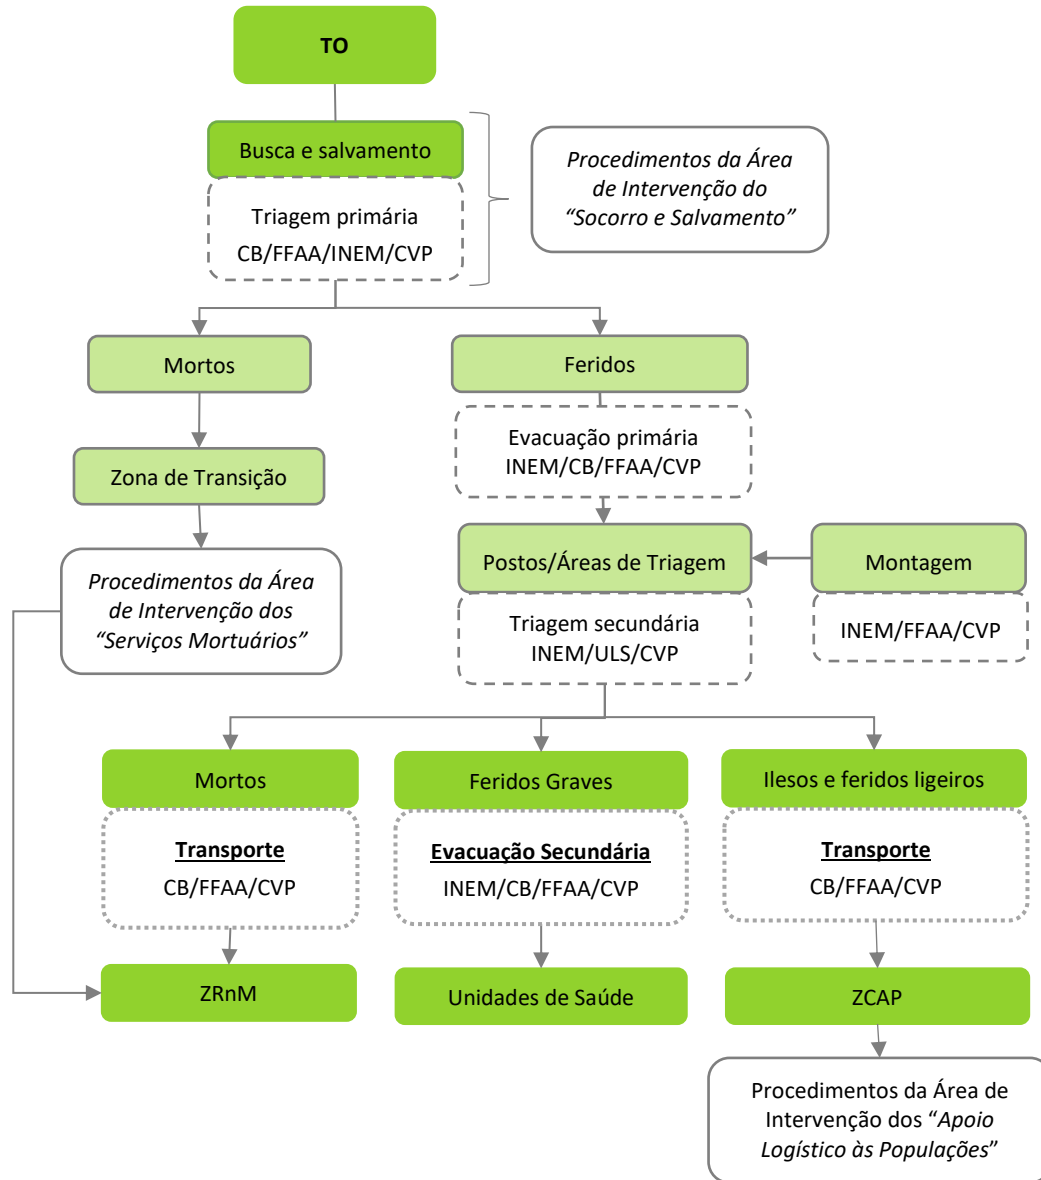 TO
Busca e salvamento
Triagem primária
CB/FFAA/INEM/CVP
Procedimentos da Área
de Intervenção do
“Socorro e Salvamento”
Mortos
Feridos
Evacuação primária
INEM/CB/FFAA/CVP
Zona de Transição
Postos/Áreas de Triagem
Montagem
Procedimentos da Área
de Intervenção dos
“Serviços Mortuários”
Triagem secundária
INEM/ULS/CVP
INEM/FFAA/CVP
Mortos
Feridos Graves
Ilesos e feridos ligeiros
Transporte
CB/FFAA/CVP
Evacuação Secundária
INEM/CB/FFAA/CVP
Transporte
CB/FFAA/CVP
ZRnM
Unidades de Saúde
ZCAP
Procedimentos da Área de
Intervenção dos “Apoio
Logístico às Populações”